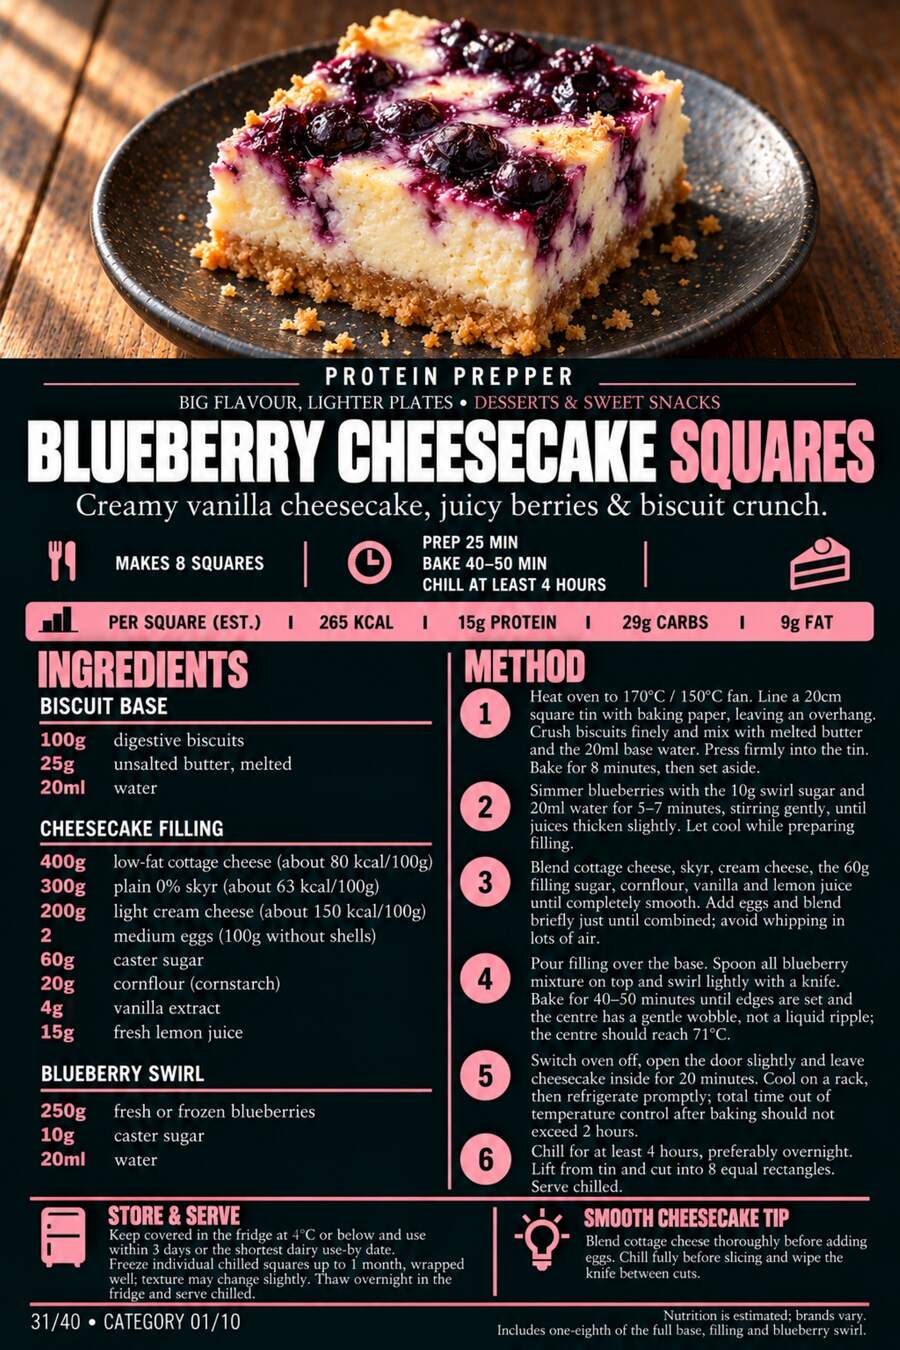 PROTEIN PREPPER
BIG FLAVOUR, LIGHTER PLATES • DESSERTS & SWEET SNACKS
BLUEBERRY CHEESECAKE SQUARES
Creamy vanilla cheesecake, juicy berries & biscuit crunch.
MAKES 8 SQUARES
PREP 25 MIN
BAKE 40–50 MIN
CHILL AT LEAST 4 HOURS
PER SQUARE (EST.) I 265 KCAL I 15g PROTEIN I 29g CARBS I 9g FAT
INGREDIENTS
BISCUIT BASE
100g digestive biscuits
25g unsalted butter, melted
20ml water
CHEESECAKE FILLING
400g low-fat cottage cheese (about 80 kcal/100g)
300g plain 0% skyr (about 63 kcal/100g)
200g light cream cheese (about 150 kcal/100g)
2 medium eggs (100g without shells)
60g caster sugar
20g cornflour (cornstarch)
4g vanilla extract
15g fresh lemon juice
BLUEBERRY SWIRL
250g fresh or frozen blueberries
10g caster sugar
20ml water
METHOD
1
Heat oven to 170°C / 150°C fan. Line a 20cm
square tin with baking paper, leaving an overhang.
Crush biscuits finely and mix with melted butter
and the 20ml base water. Press firmly into the tin.
Bake for 8 minutes, then set aside.
2
Simmer blueberries with the 10g swirl sugar and
20ml water for 5–7 minutes, stirring gently, until
juices thicken slightly. Let cool while preparing
filling.
3
Blend cottage cheese, skyr, cream cheese, the 60g
filling sugar, cornflour, vanilla and lemon juice
until completely smooth. Add eggs and blend
briefly just until combined; avoid whipping in
lots of air.
4
Pour filling over the base. Spoon all blueberry
mixture on top and swirl lightly with a knife.
Bake for 40–50 minutes until edges are set and
the centre has a gentle wobble, not a liquid ripple;
the centre should reach 71°C.
5
Switch oven off, open the door slightly and leave
cheesecake inside for 20 minutes. Cool on a rack,
then refrigerate promptly; total time out of
temperature control after baking should not
exceed 2 hours.
6
Chill for at least 4 hours, preferably overnight.
Lift from tin and cut into 8 equal rectangles.
Serve chilled.
STORE & SERVE
Keep covered in the fridge at 4°C or below and use
within 3 days or the shortest dairy use-by date.
Freeze individual chilled squares up to 1 month, wrapped
well; texture may change slightly. Thaw overnight in the
fridge and serve chilled.
SMOOTH CHEESECAKE TIP
Blend cottage cheese thoroughly before adding
eggs. Chill fully before slicing and wipe the
knife between cuts.
31/40 • CATEGORY 01/10
Nutrition is estimated; brands vary.
Includes one-eighth of the full base, filling and blueberry swirl.